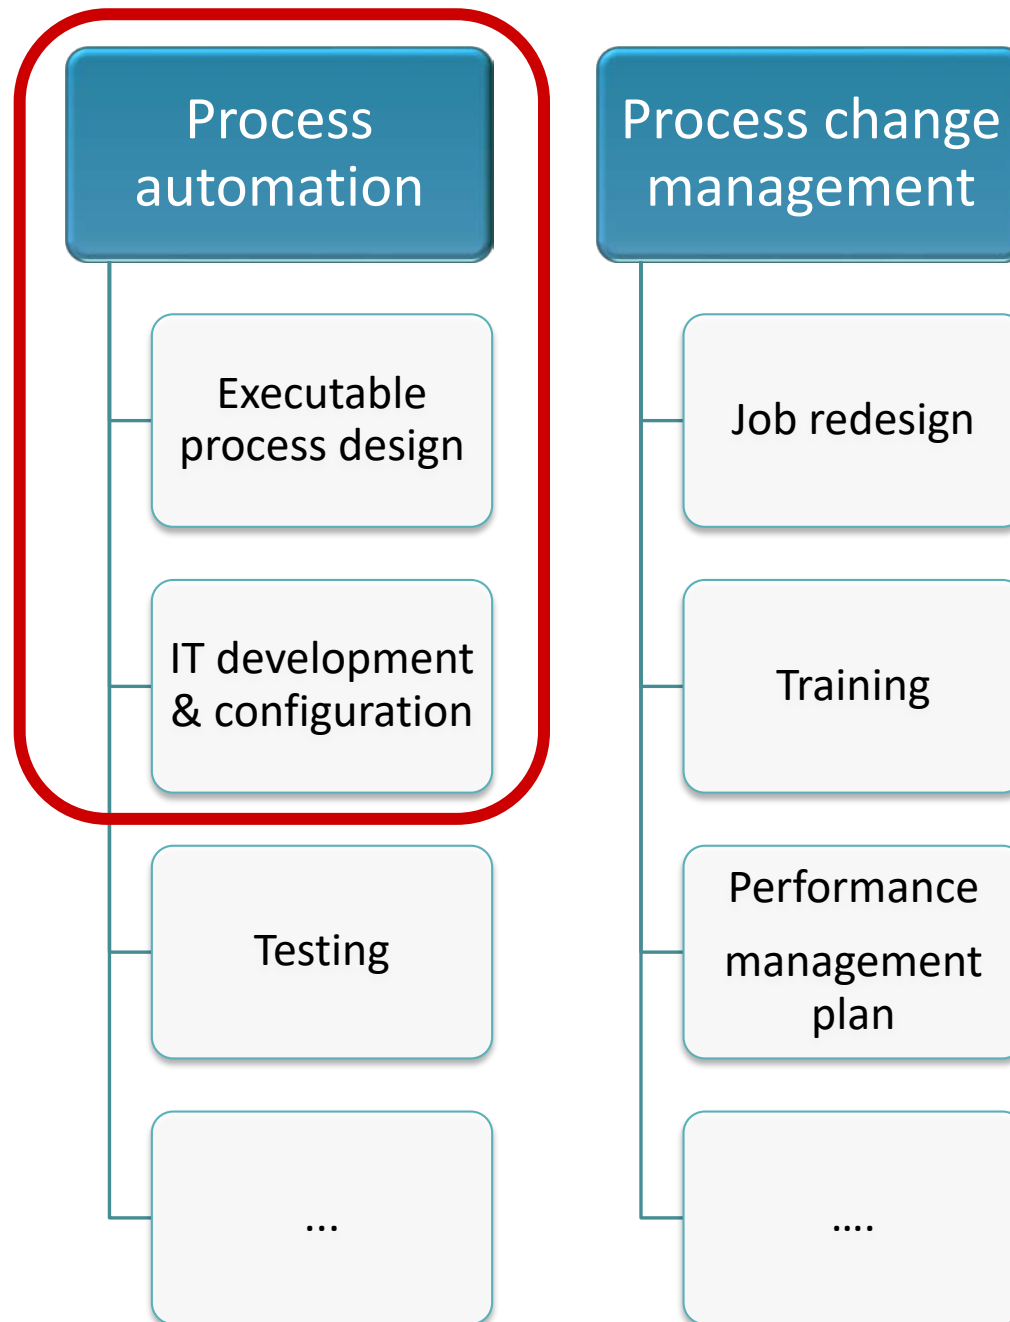 Process
automation
Executable
process design
IT development
& configuration
Testing
...
Process change
management
Job redesign
Training
Performance
management
plan
....